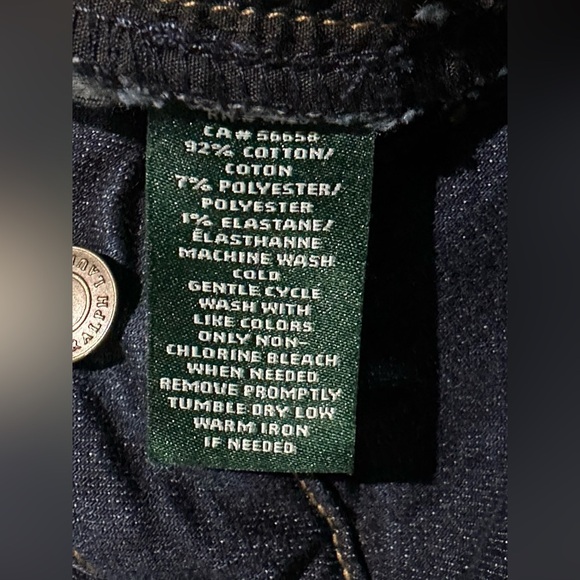 CA# 56658
92% COTTON/
COTON
7% POLYESTER/
POLYESTER
1% ELASTANE/
ÉLASTHANNE
MACHINE WASH
COLD
GENTLE CYCLE
WASH WITH
LIKE COLORS
ONLY NON-
CHLORINE BLEACH
WHEN NEEDED
REMOVE PROMPTLY
TUMBLE DRY LOW
WARM IRON
IF NEEDED
RALPH LAU